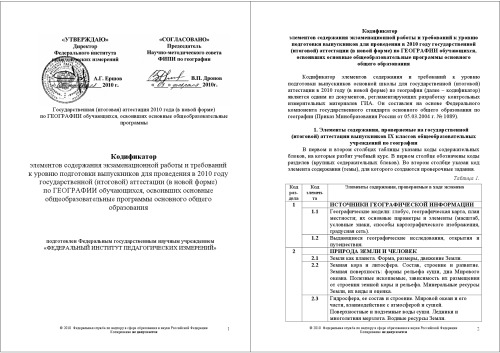 «УТВЕРЖДАЮ»
Директор
Федерального института
педагогических измерений
А.Г. Ершов
2010 г.
«СОГЛАСОВАНО»
Председатель
Научно-методического совета
ФИПИ по географии
В.П. Дронов
2010г.
Государственная (итоговая) аттестация 2010 года (в новой форме)
по ГЕОГРАФИИ обучающихся, освоивших основные общеобразовательные
программы
Кодификатор
элементов содержания экзаменационной работы и требований
к уровню подготовки выпускников для проведения в 2010 году
государственной (итоговой) аттестации (в новой форме)
по ГЕОГРАФИИ обучающихся, освоивших основные
общеобразовательные программы основного общего
образования
подготовлен Федеральным государственным научным учреждением
«ФЕДЕРАЛЬНЫЙ ИНСТИТУТ ПЕДАГОГИЧЕСКИХ ИЗМЕРЕНИЙ»
© 2010 Федеральная служба по надзору в сфере образования и науки Российской Федерации
Копирование не допускается
1
Кодификатор
элементов содержания экзаменационной работы и требований к уровню
подготовки выпускников для проведения в 2010 году государственной
(итоговой) аттестации (в новой форме) по ГЕОГРАФИИ обучающихся,
освоивших основные общеобразовательные программы основного
общего образования
Кодификатор элементов содержания и требований к уровню
подготовки выпускников основной школы для государственной (итоговой)
аттестации в 2010 году (в новой форме) по географии (далее – кодификатор)
является одним из документов, регламентирующих разработку контрольных
измерительных материалов ГИА. Он составлен на основе Федерального
компонента государственного стандарта основного общего образования по
географии (Приказ Минобразования России от 05.03.2004 г. № 1089).
1. Элементы содержания, проверяемые на государственной
(итоговой) аттестации выпускников IX классов общеобразовательных
учреждений по географии
В первом и втором столбцах таблицы указаны коды содержательных
блоков, на которые разбит учебный курс. В первом столбце обозначены коды
разделов (крупных содержательных блоков). Во втором столбце указан код
элемента содержания (темы), для которого создаются проверочные задания.
Таблица 1.
Код раз-дела
Код элемен-та
Элементы содержания, проверяемые в ходе экзамена
1 ИСТОЧНИКИ ГЕОГРАФИЧЕСКОЙ ИНФОРМАЦИИ
1.1 Географические модели: глобус, географическая карта, план
местности; их основные параметры и элементы (масштаб,
условные знаки, способы картографического изображения,
градусная сеть).
1.2 Выдающиеся географические исследования, открытия и
путешествия
2 ПРИРОДА ЗЕМЛИ И ЧЕЛОВЕК
2.1 Земля как планета. Форма, размеры, движение Земли.
2.2 Земная кора и литосфера. Состав, строение и развитие.
Земная поверхность: формы рельефа суши, дна Мирового
океана. Полезные ископаемые, зависимость их размещения
от строения земной коры и рельефа. Минеральные ресурсы
Земли, их виды и оценка.
2.3 Гидросфера, ее состав и строение. Мировой океан и его
части, взаимодействие с атмосферой и сушей.
Поверхностные и подземные воды суши. Ледники и
многолетняя мерзлота. Водные ресурсы Земли.
© 2010 Федеральная служба по надзору в сфере образования и науки Российской Федерации
Копирование не допускается
2